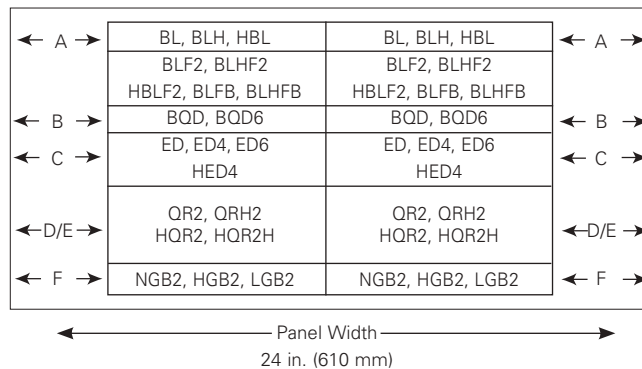 A BL, BLH, HBL BL, BLH, HBL A
BLF2, BLHF2 BLF2, BLHF2
HBLF2, BLFB, BLHFB HBLF2, BLFB, BLHFB
B BQD, BQD6 BQD, BQD6 B
C ED, ED4, ED6 ED, ED4, ED6 C
HED4 HED4
QR2, QRH2 QR2, QRH2
D/E HQR2, HQR2H HQR2, HQR2H D/E
F NGB2, HGB2, LGB2 NGB2, HGB2, LGB2 F
Panel Width
24 in. (610 mm)